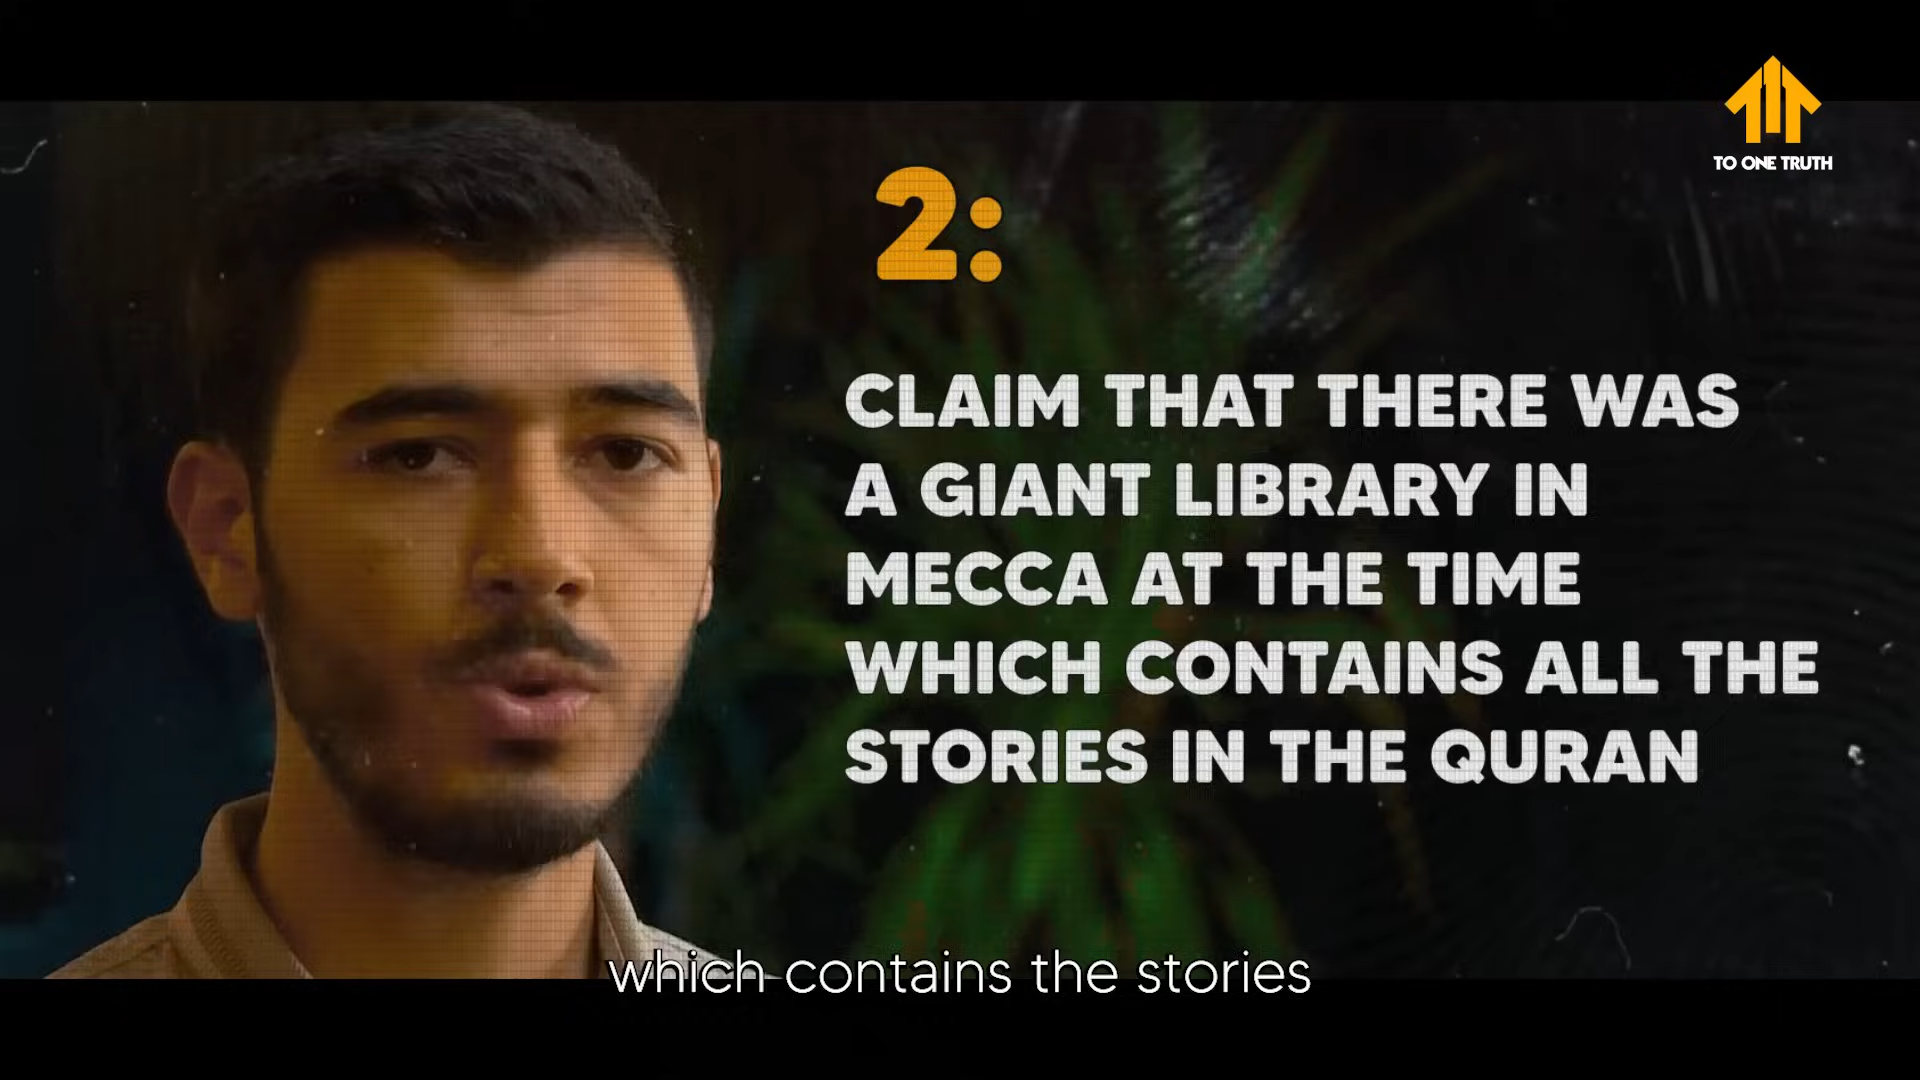 TO ONE TRUTH
2:
CLAIM THAT THERE WAS
A GIANT LIBRARY IN
MECCA AT THE TIME
WHICH CONTAINS ALL THE
STORIES IN THE QURAN
which contains the stories